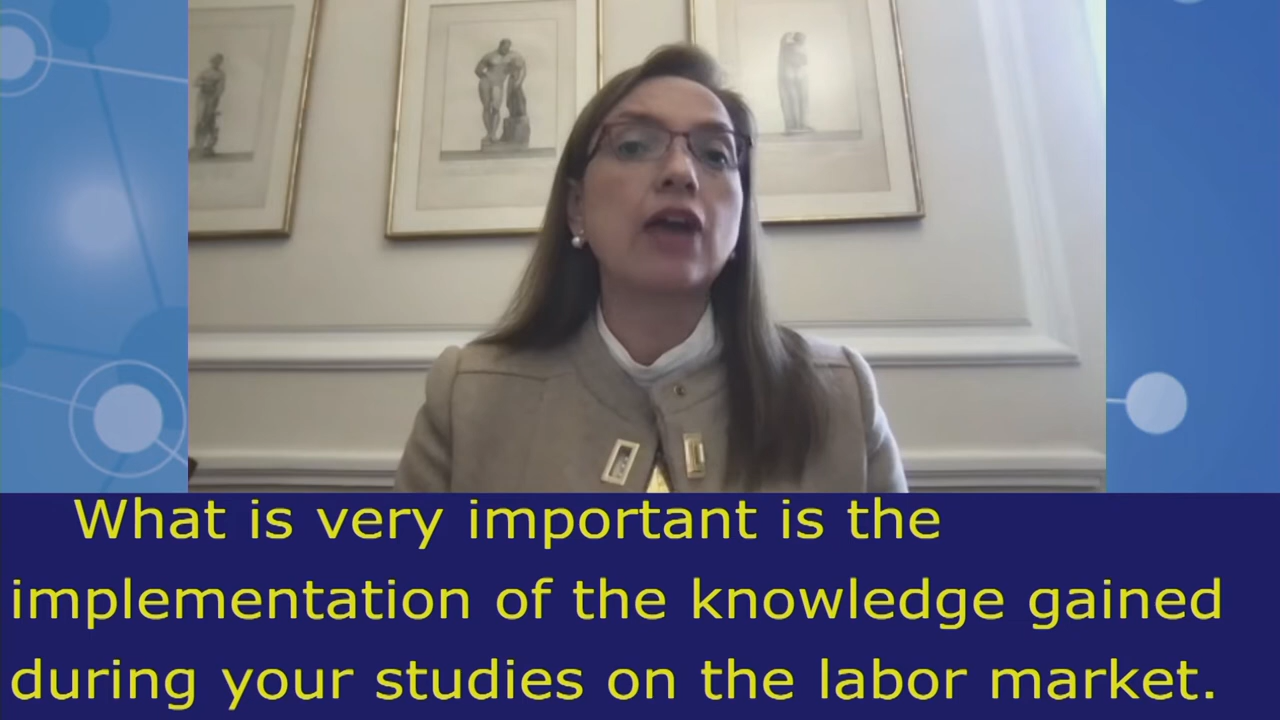 What is very important is the
implementation of the knowledge gained
during your studies on the labor market.